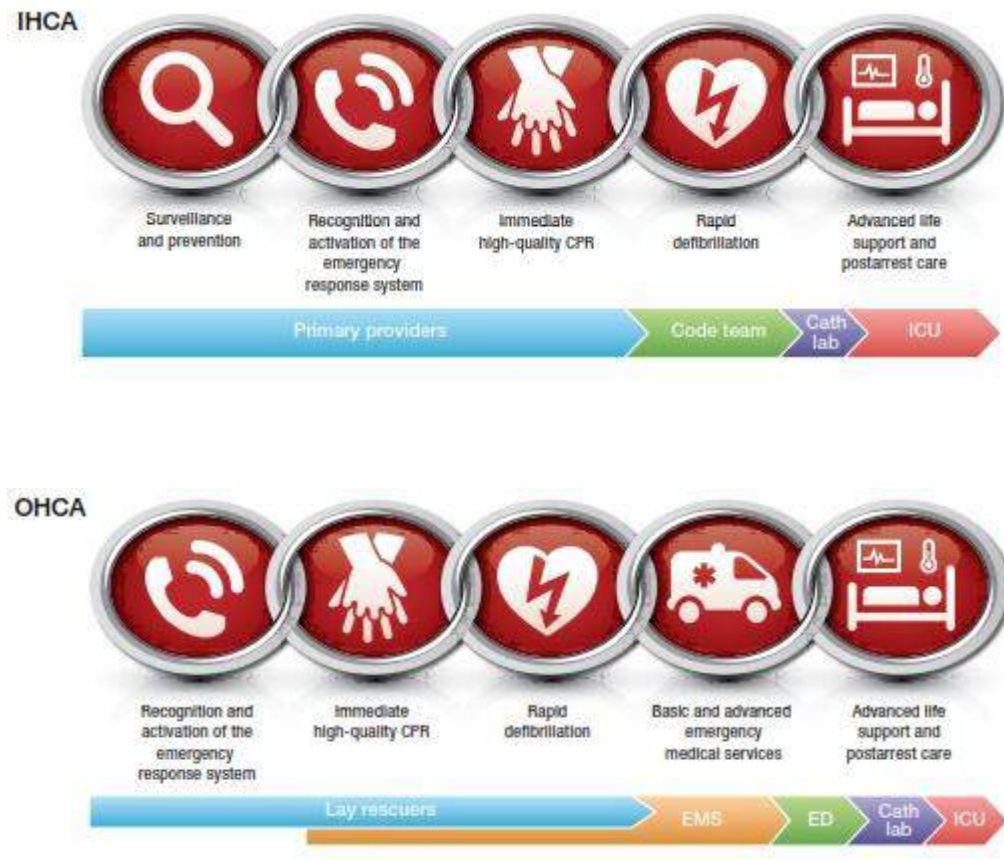 IHCA
Surveillance
and prevention
Recognition and
activation of the
emergency
response system
Immediate
high-quality CPR
Rapid
defibrillation
Advanced life
support and
postarrest care
Primary providers
Code team
Cath
lab
ICU
OHCA
Recognition and
activation of the
emergency
response system
Immediate
high-quality CPR
Rapid
defibrillation
Basic and advanced
emergency
medical services
Advanced life
support and
postarrest care
Lay rescuers
EMS
ED
Cath
lab
ICU